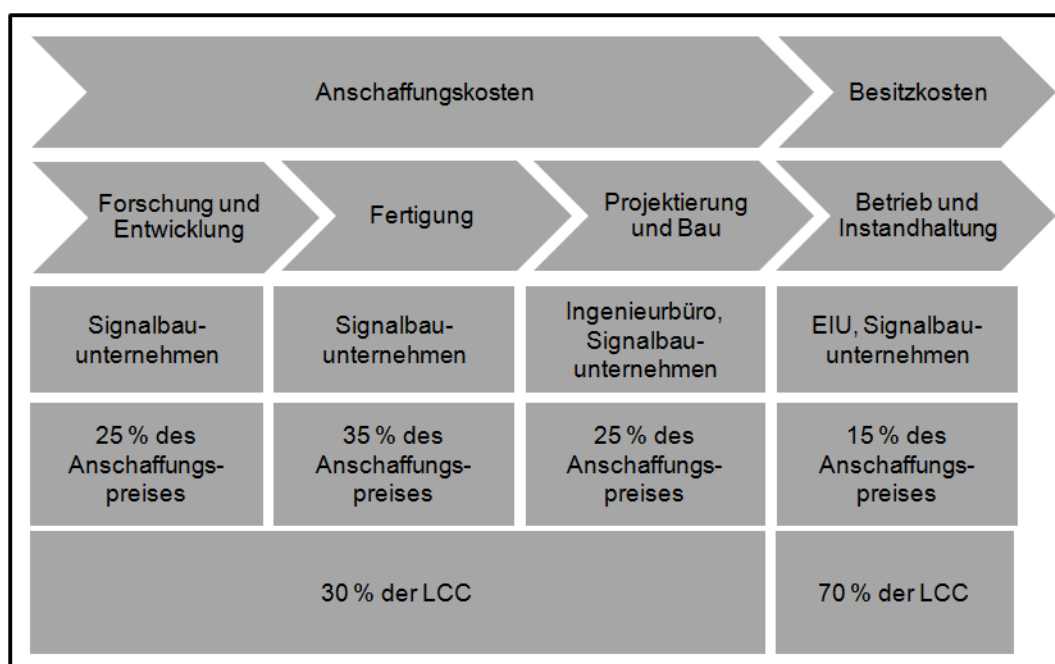 Anschaffungskosten
Besitzkosten
Forschung und
Entwicklung
Fertigung
Projektierung
und Bau
Betrieb und
Instandhaltung
Signalbau-
unternehmen
Signalbau-
unternehmen
Ingenieurbüro,
Signalbau-
unternehmen
EIU, Signalbau-
unternehmen
25 % des
Anschaffungs-
preises
35 % des
Anschaffungs-
preises
25 % des
Anschaffungs-
preises
15 % des
Anschaffungs-
preises
30 % der LCC
70 % der LCC